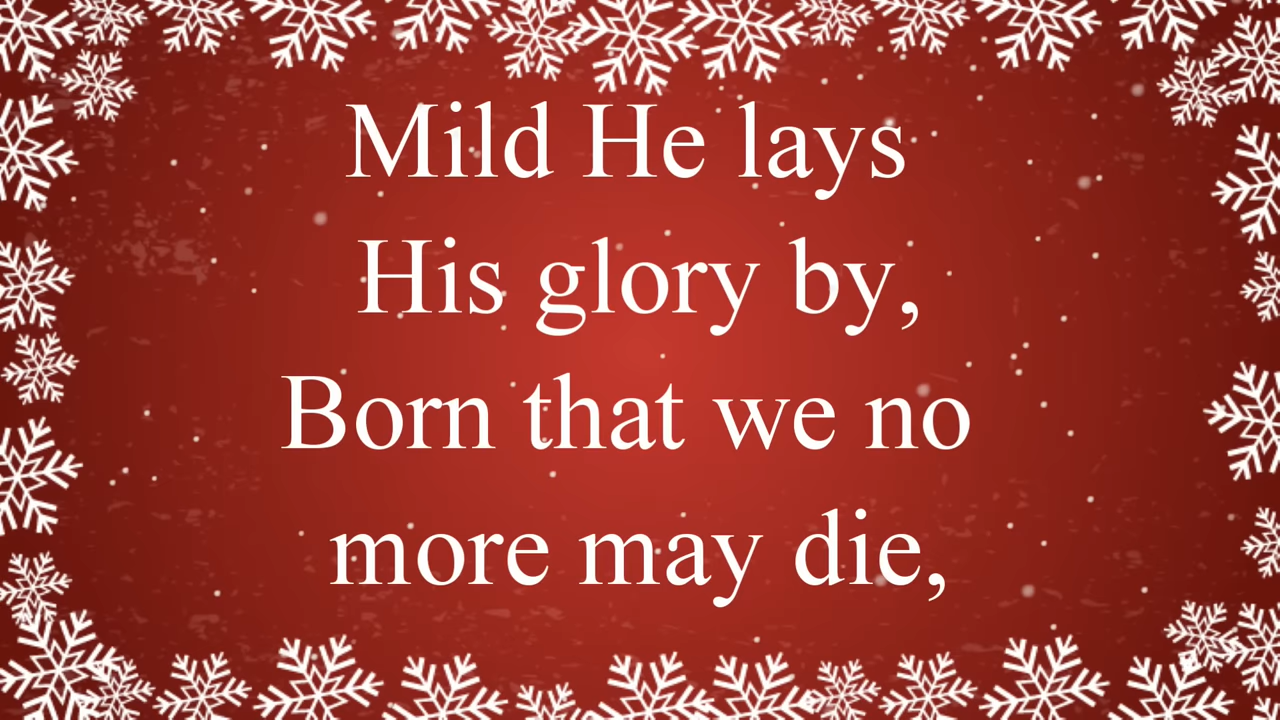 Mild He lays
His glory by,
Born that we no
more may die,